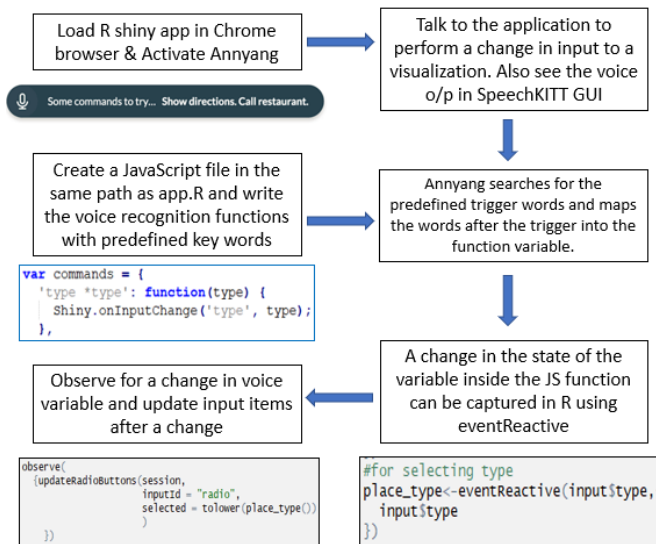 Load R shiny app in Chrome
browser & Activate Annyang
Talk to the application to
perform a change in input to a
visualization. Also see the voice
o/p in SpeechKITT GUI
Some commands to try... Show directions. Call restaurant.
Create a JavaScript file in the
same path as app.R and write
the voice recognition functions
with predefined key words
Annyang searches for the
predefined trigger words and maps
the words after the trigger into the
function variable.
var commands = {
'type *type': function(type) {
Shiny.onInputChange('type', type);
},
Observe for a change in voice
variable and update input items
after a change
A change in the state of the
variable inside the JS function
can be captured in R using
eventReactive
observe(
{updateRadioButtons(session,
inputId = "radio",
selected = tolower(place_type())
)
})
#for selecting type
place_type<-eventReactive(input$type,
input$type
})